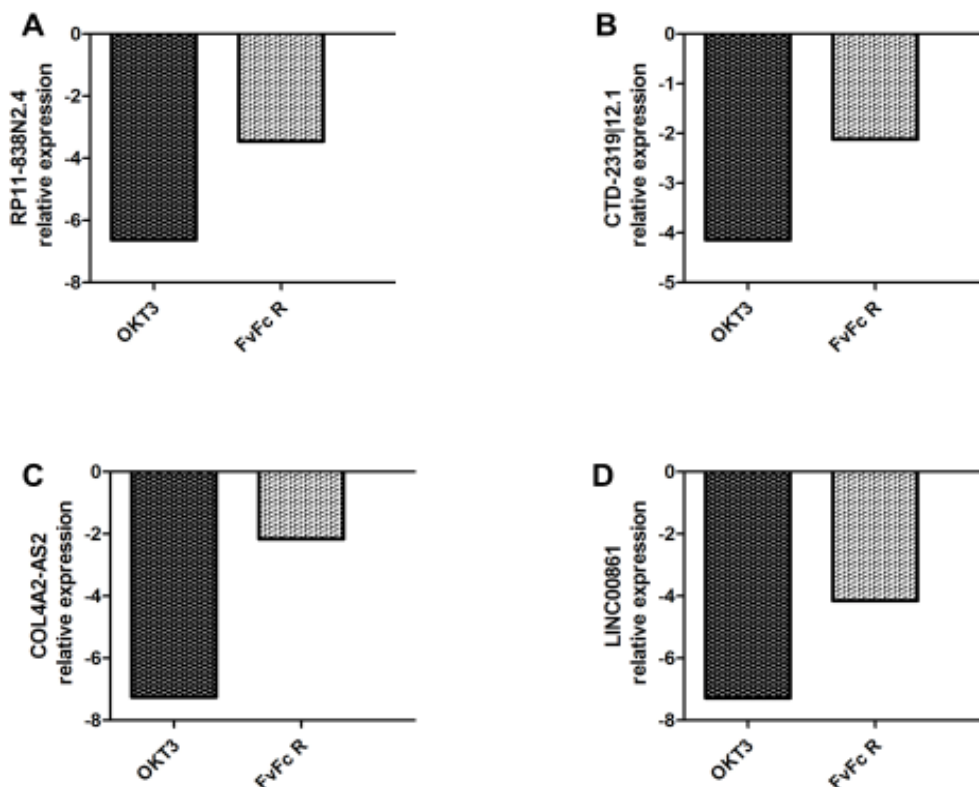 A
RP11-838N2.4
relative expression
0
-2
-4
-6
-8
OKT3
FvFc R
B
CTD-2319|12.1
relative expression
0
-1
-2
-3
-4
-5
OKT3
FvFc R
C
COL4A2-AS2
relative expression
0
-2
-4
-6
-8
OKT3
FvFc R
D
LINC00861
relative expression
0
-2
-4
-6
-8
OKT3
FvFc R